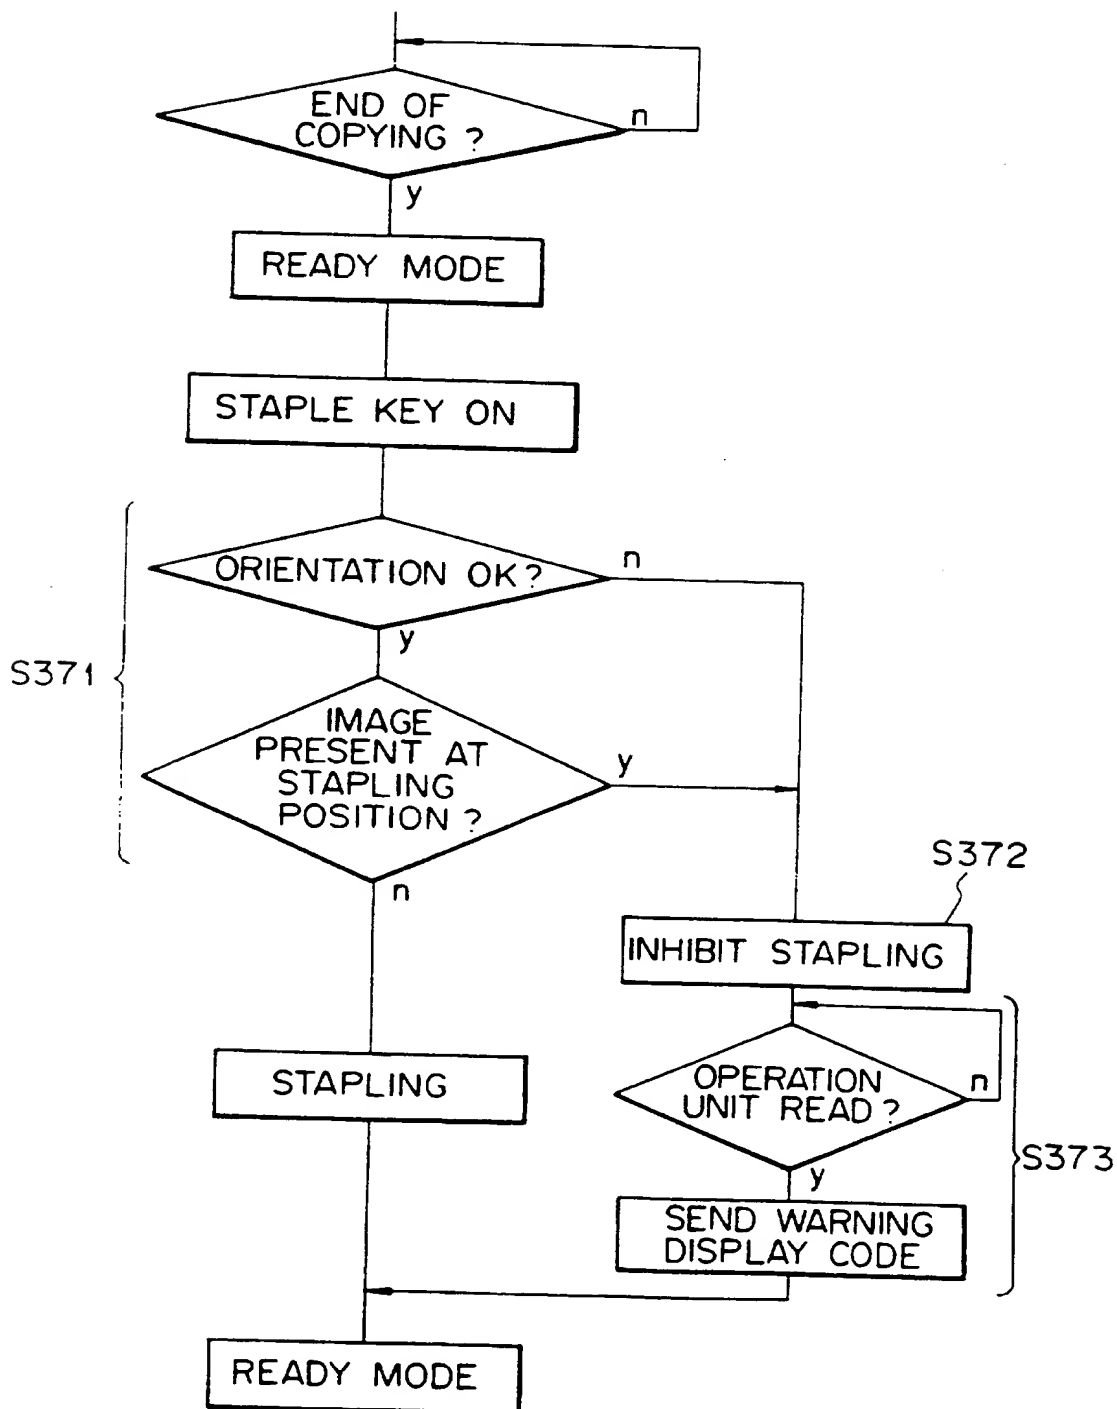 END OF
COPYING ?
n
y
READY MODE
STAPLE KEY ON
ORIENTATION OK?
n
y
S371
IMAGE
PRESENT AT
STAPLING
POSITION ?
y
n
S372
INHIBIT STAPLING
STAPLING
OPERATION
UNIT READ ?
n
y
S373
SEND WARNING
DISPLAY CODE
READY MODE